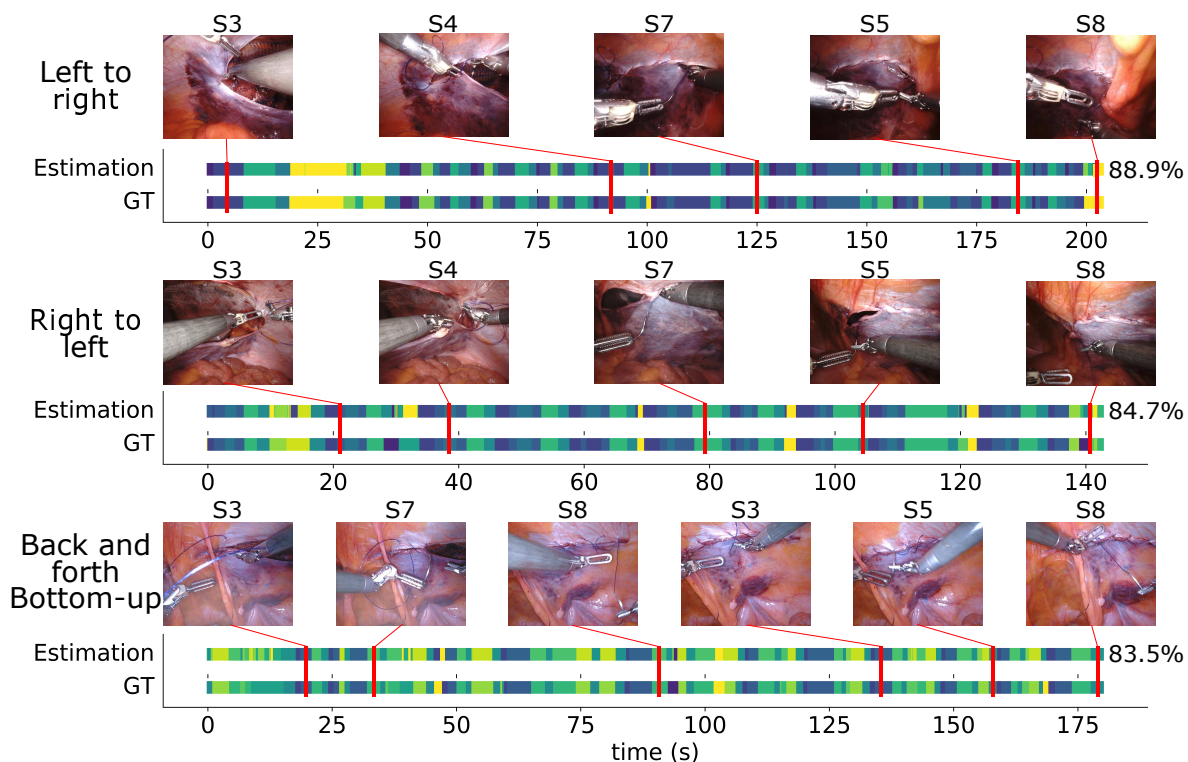 S3 S4 S7 S5 S8
Left to
right
Estimation
88.9%
GT
0 25 50 75 100 125 150 175 200
S3 S4 S7 S5 S8
Right to
left
Estimation
84.7%
GT
0 20 40 60 80 100 120 140
S3 S7 S8 S3 S5 S8
Back and
forth
Bottom-up
Estimation
83.5%
GT
0 25 50 75 100 125 150 175
time (s)